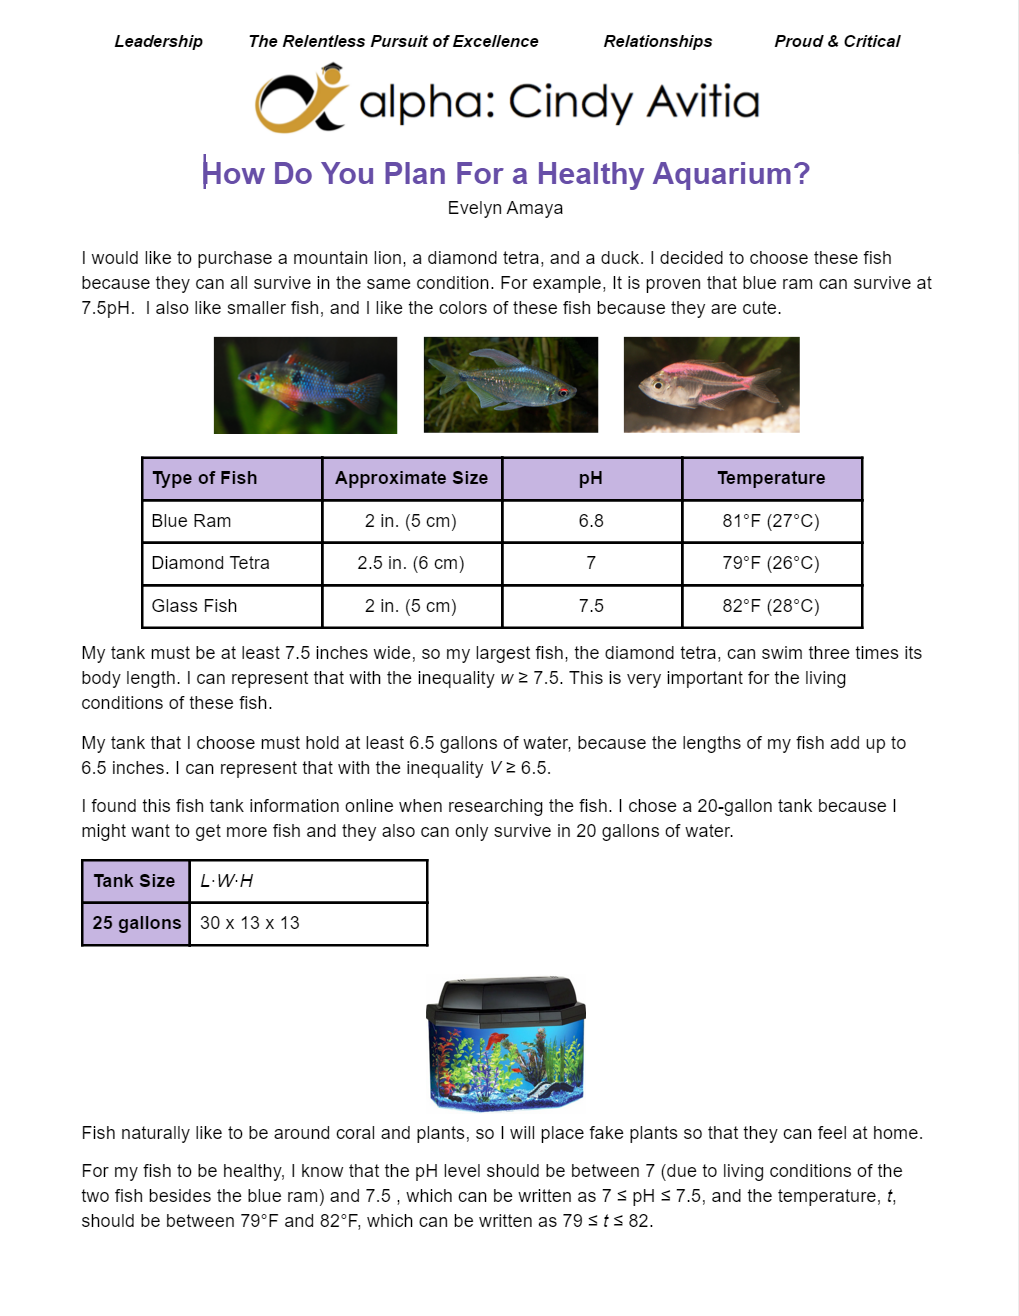 Leadership The Relentless Pursuit of Excellence Relationships Proud & Critical
alpha: Cindy Avitia
How Do You Plan For a Healthy Aquarium?
Evelyn Amaya
I would like to purchase a mountain lion, a diamond tetra, and a duck. I decided to choose these fish
because they can all survive in the same condition. For example, It is proven that blue ram can survive at
7.5pH.  I also like smaller fish, and I like the colors of these fish because they are cute.
Type of Fish Approximate Size pH Temperature
Blue Ram 2 in. (5 cm) 6.8 81°F (27°C)
Diamond Tetra 2.5 in. (6 cm) 7 79°F (26°C)
Glass Fish 2 in. (5 cm) 7.5 82°F (28°C)
My tank must be at least 7.5 inches wide, so my largest fish, the diamond tetra, can swim three times its
body length. I can represent that with the inequality w ≥ 7.5. This is very important for the living
conditions of these fish.
My tank that I choose must hold at least 6.5 gallons of water, because the lengths of my fish add up to
6.5 inches. I can represent that with the inequality V ≥ 6.5.
I found this fish tank information online when researching the fish. I chose a 20-gallon tank because I
might want to get more fish and they also can only survive in 20 gallons of water.
Tank Size L·W·H
25 gallons 30 x 13 x 13
Fish naturally like to be around coral and plants, so I will place fake plants so that they can feel at home.
For my fish to be healthy, I know that the pH level should be between 7 (due to living conditions of the
two fish besides the blue ram) and 7.5 , which can be written as 7 ≤ pH ≤ 7.5, and the temperature, t,
should be between 79°F and 82°F, which can be written as 79 ≤ t ≤ 82.